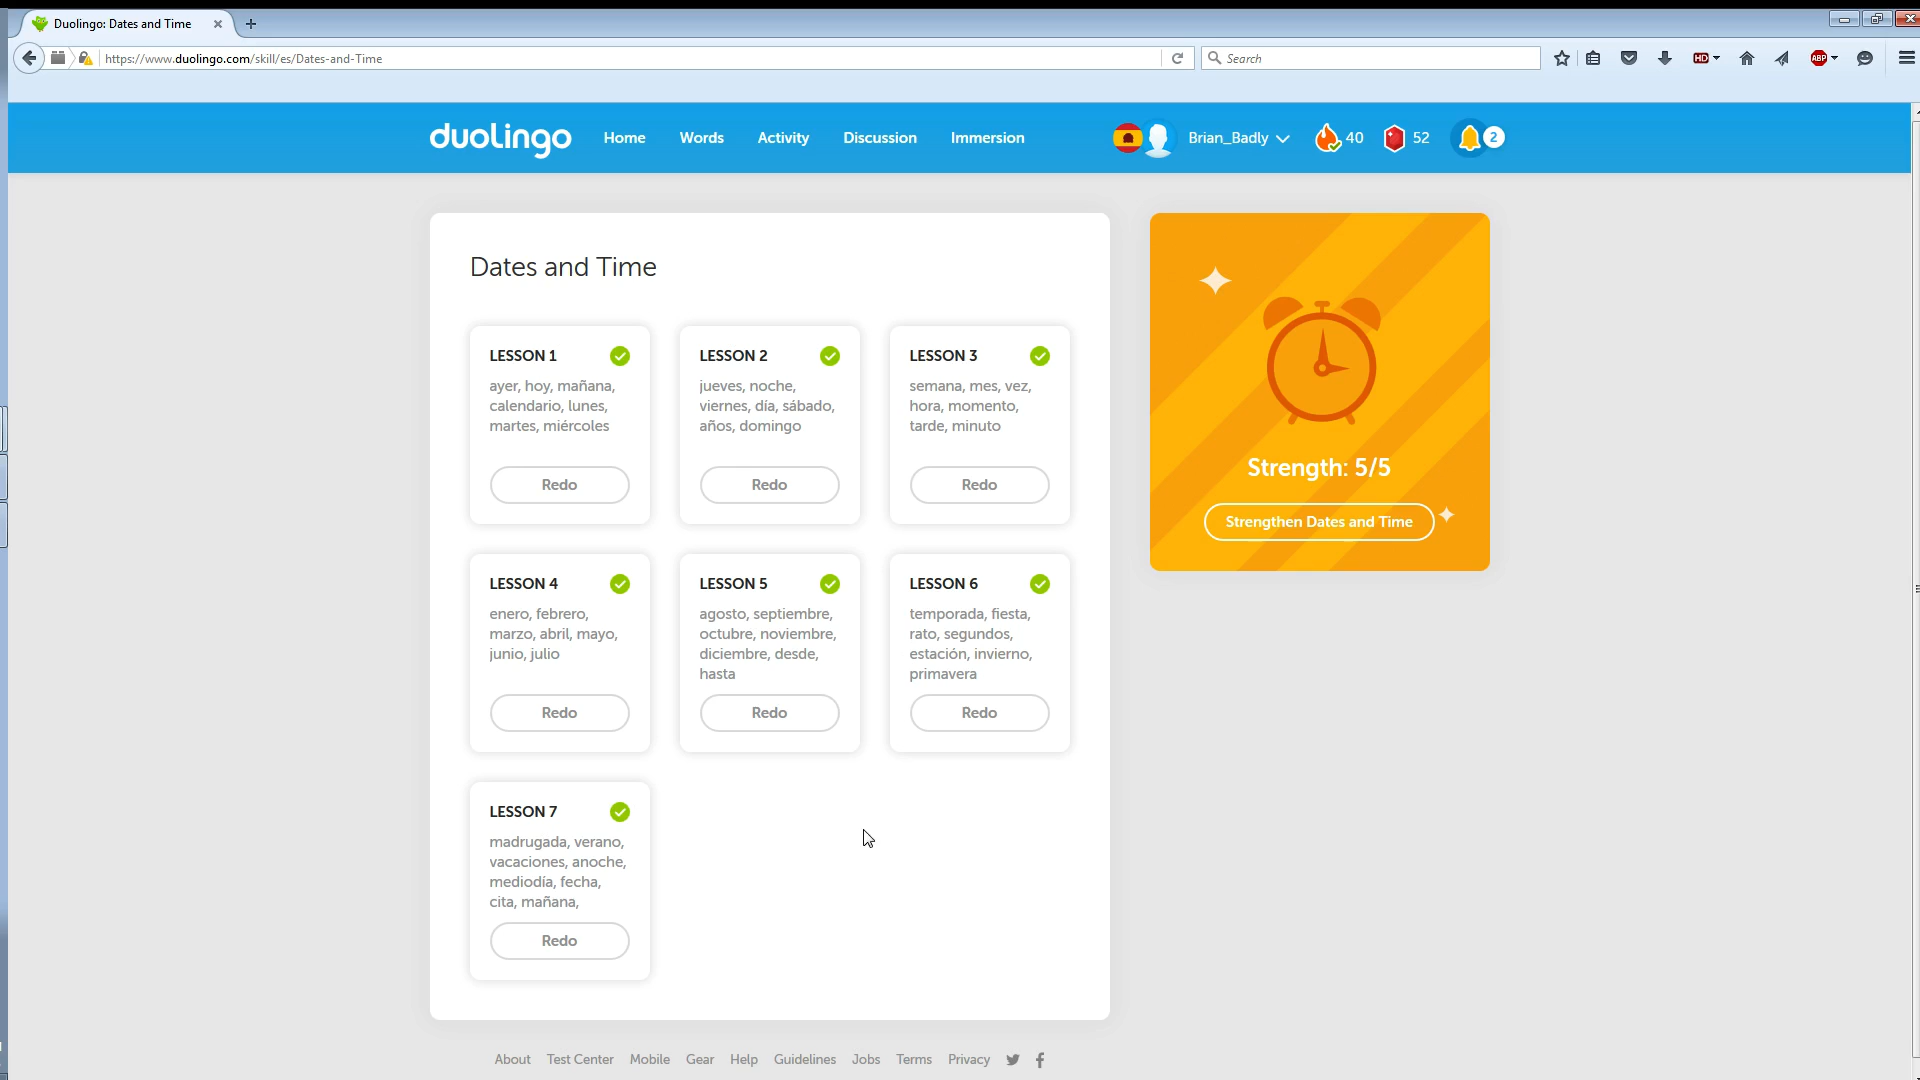 Duolingo: Dates and Time
https://www.duolingo.com/skill/es/Dates-and-Time
Search
HD
ABP
duolingo
Home
Words
Activity
Discussion
Immersion
Brian_Badly
40
52
2
Dates and Time
LESSON 1
ayer, hoy, mañana,
calendario, lunes,
martes, miércoles
Redo
LESSON 2
jueves, noche,
viernes, día, sábado,
años, domingo
Redo
LESSON 3
semana, mes, vez,
hora, momento,
tarde, minuto
Redo
Strength: 5/5
Strengthen Dates and Time
LESSON 4
enero, febrero,
marzo, abril, mayo,
junio, julio
Redo
LESSON 5
agosto, septiembre,
octubre, noviembre,
diciembre, desde,
hasta
Redo
LESSON 6
temporada, fiesta,
rato, segundos,
estación, invierno,
primavera
Redo
LESSON 7
madrugada, verano,
vacaciones, anoche,
mediodía, fecha,
cita, mañana,
Redo
About
Test Center
Mobile
Gear
Help
Guidelines
Jobs
Terms
Privacy